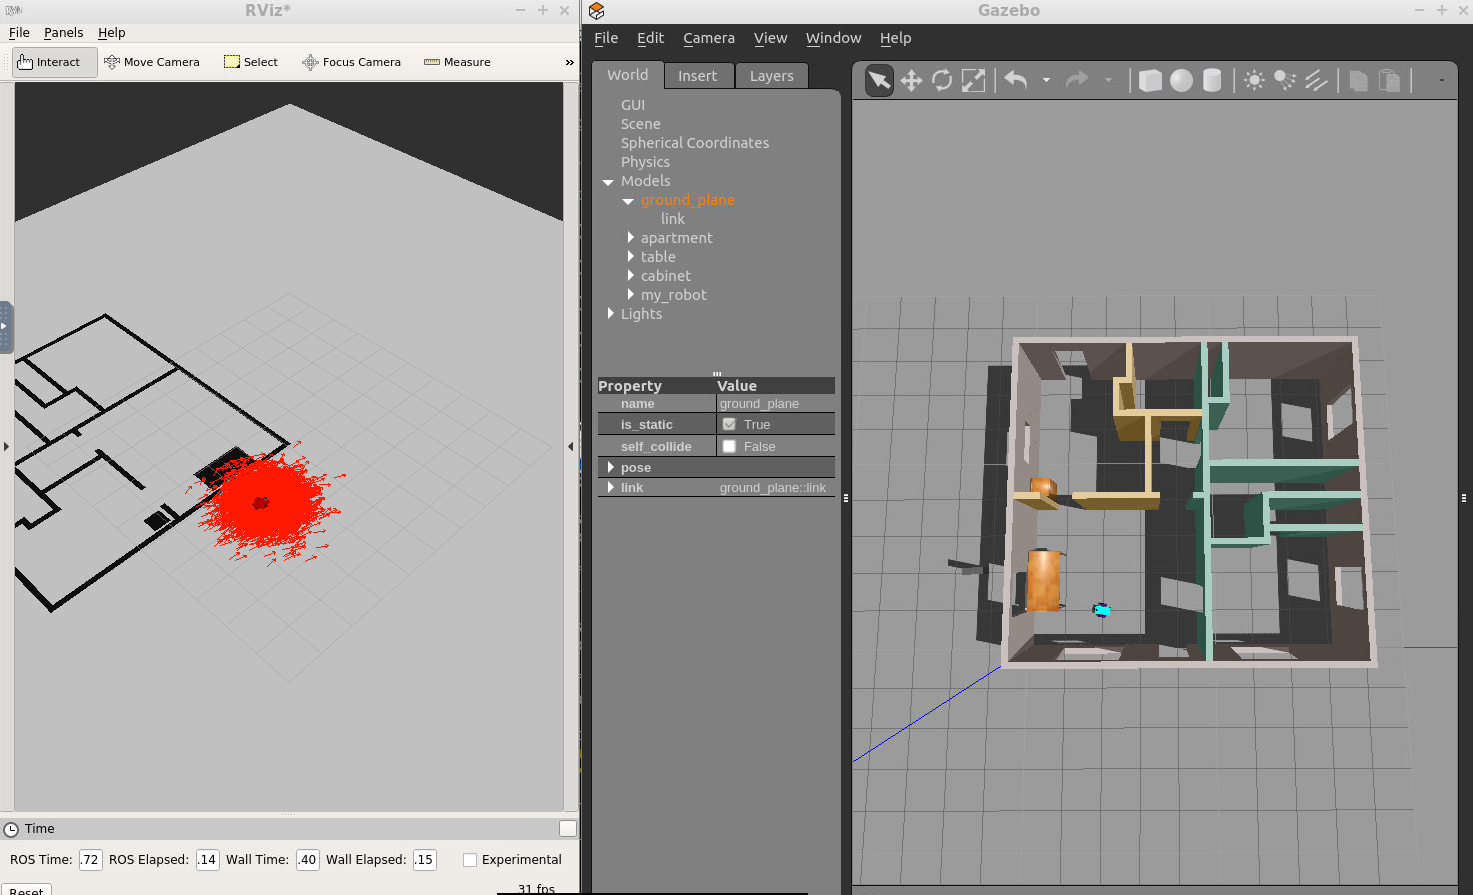 RViz RViz*
File Panels Help
Interact Move Camera Select Focus Camera Measure »
Time
ROS Time: .72 ROS Elapsed: .14 Wall Time: .40 Wall Elapsed: .15 Experimental
Reset 31 fps
Gazebo
File Edit Camera View Window Help
World Insert Layers
GUI
Scene
Spherical Coordinates
Physics
Models
ground_plane
link
apartment
table
cabinet
my_robot
Lights
Property Value
name ground_plane
is_static True
self_collide False
pose
link ground_plane::link